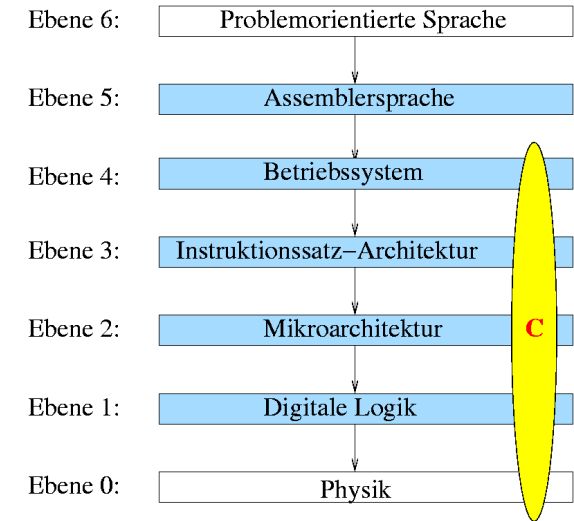 Ebene 6: Problemorientierte Sprache
Ebene 5: Assemblersprache
Ebene 4: Betriebssystem
Ebene 3: Instruktionssatz−Architektur
Ebene 2: Mikroarchitektur C
Ebene 1: Digitale Logik
Ebene 0: Physik